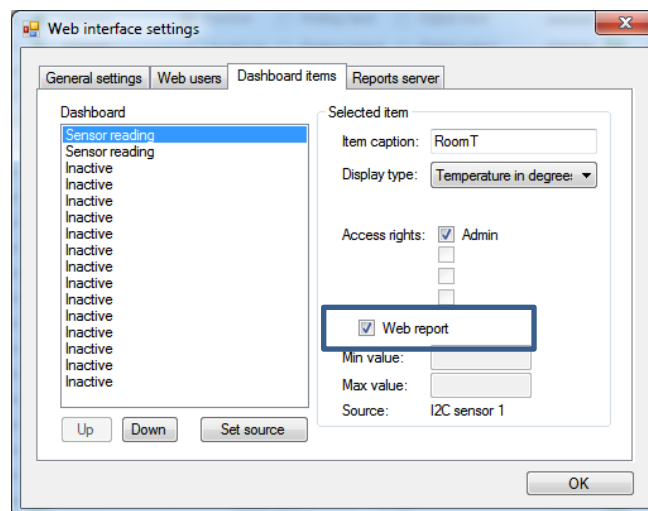 Web interface settings
General settings
Web users
Dashboard items
Reports server
Dashboard
Sensor reading
Sensor reading
Inactive
Inactive
Inactive
Inactive
Inactive
Inactive
Inactive
Inactive
Inactive
Inactive
Inactive
Inactive
Inactive
Inactive
Up
Down
Set source
Selected item
Item caption: RoomT
Display type: Temperature in degree:
Access rights: Admin
Web report
Min value:
Max value:
Source: I2C sensor 1
OK